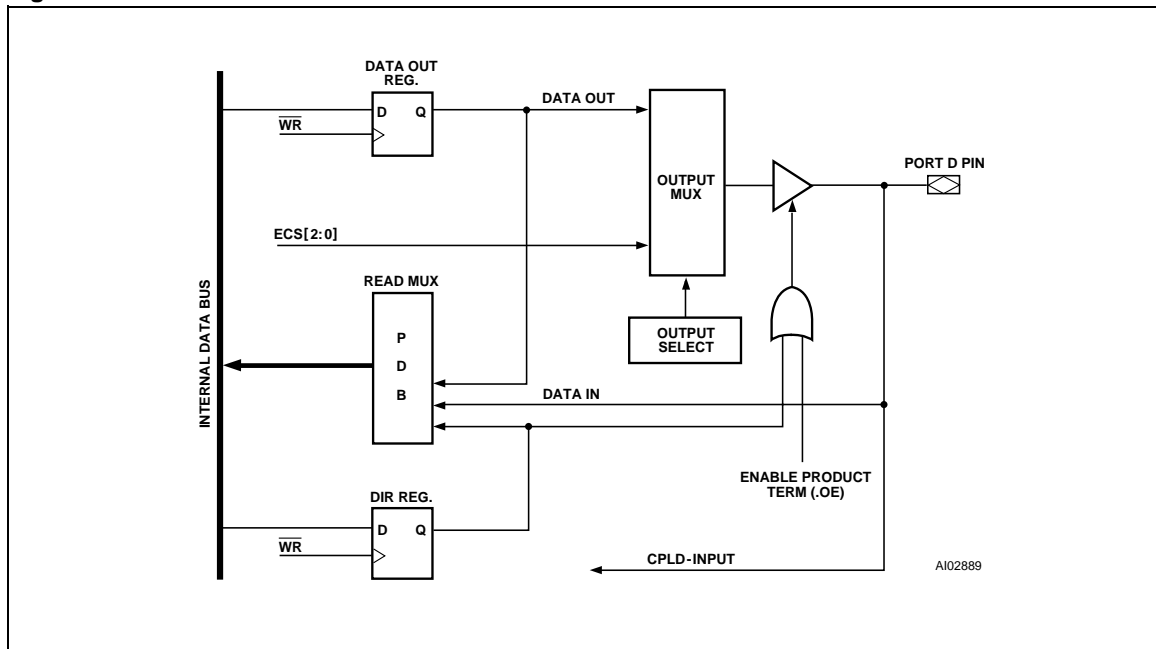 DATA OUT
REG.
D Q
WR
DATA OUT
OUTPUT
MUX
PORT D PIN
ECS[2:0]
READ MUX
P
D
B
OUTPUT
SELECT
INTERNAL DATA BUS
DATA IN
ENABLE PRODUCT
TERM (.OE)
DIR REG.
D Q
WR
CPLD-INPUT
AI02889